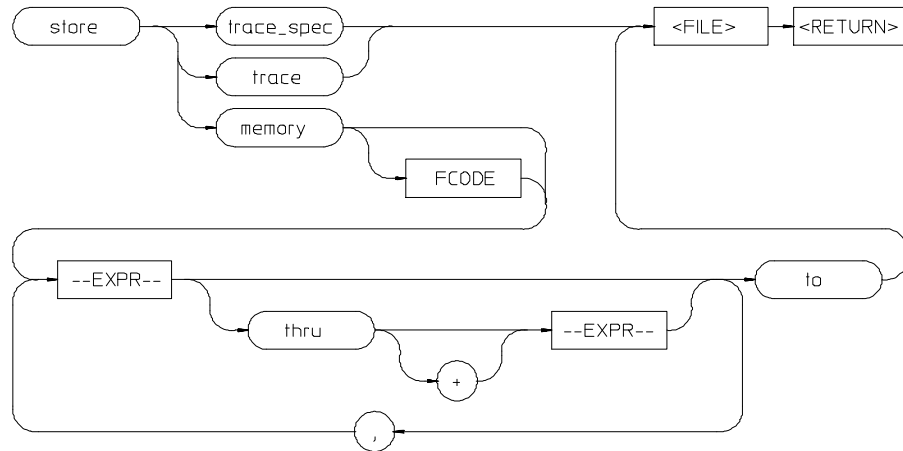 store
trace_spec
<FILE>
<RETURN>
trace
memory
FCODE
--EXPR--
to
thru
--EXPR--
+
,